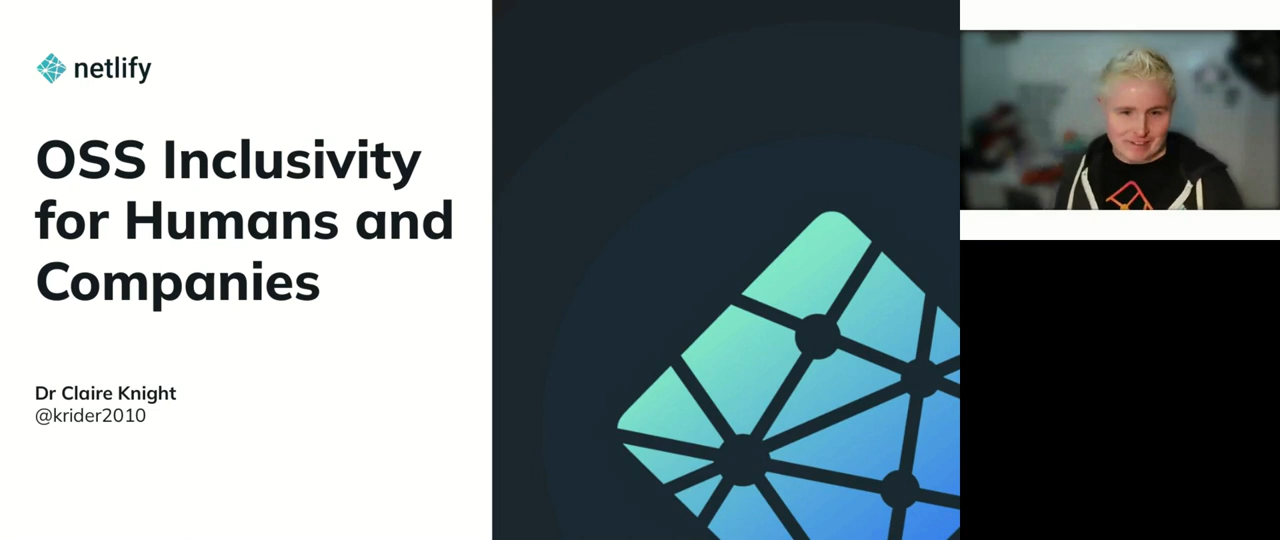 netlify
OSS Inclusivity
for Humans and
Companies
Dr Claire Knight
@krider2010